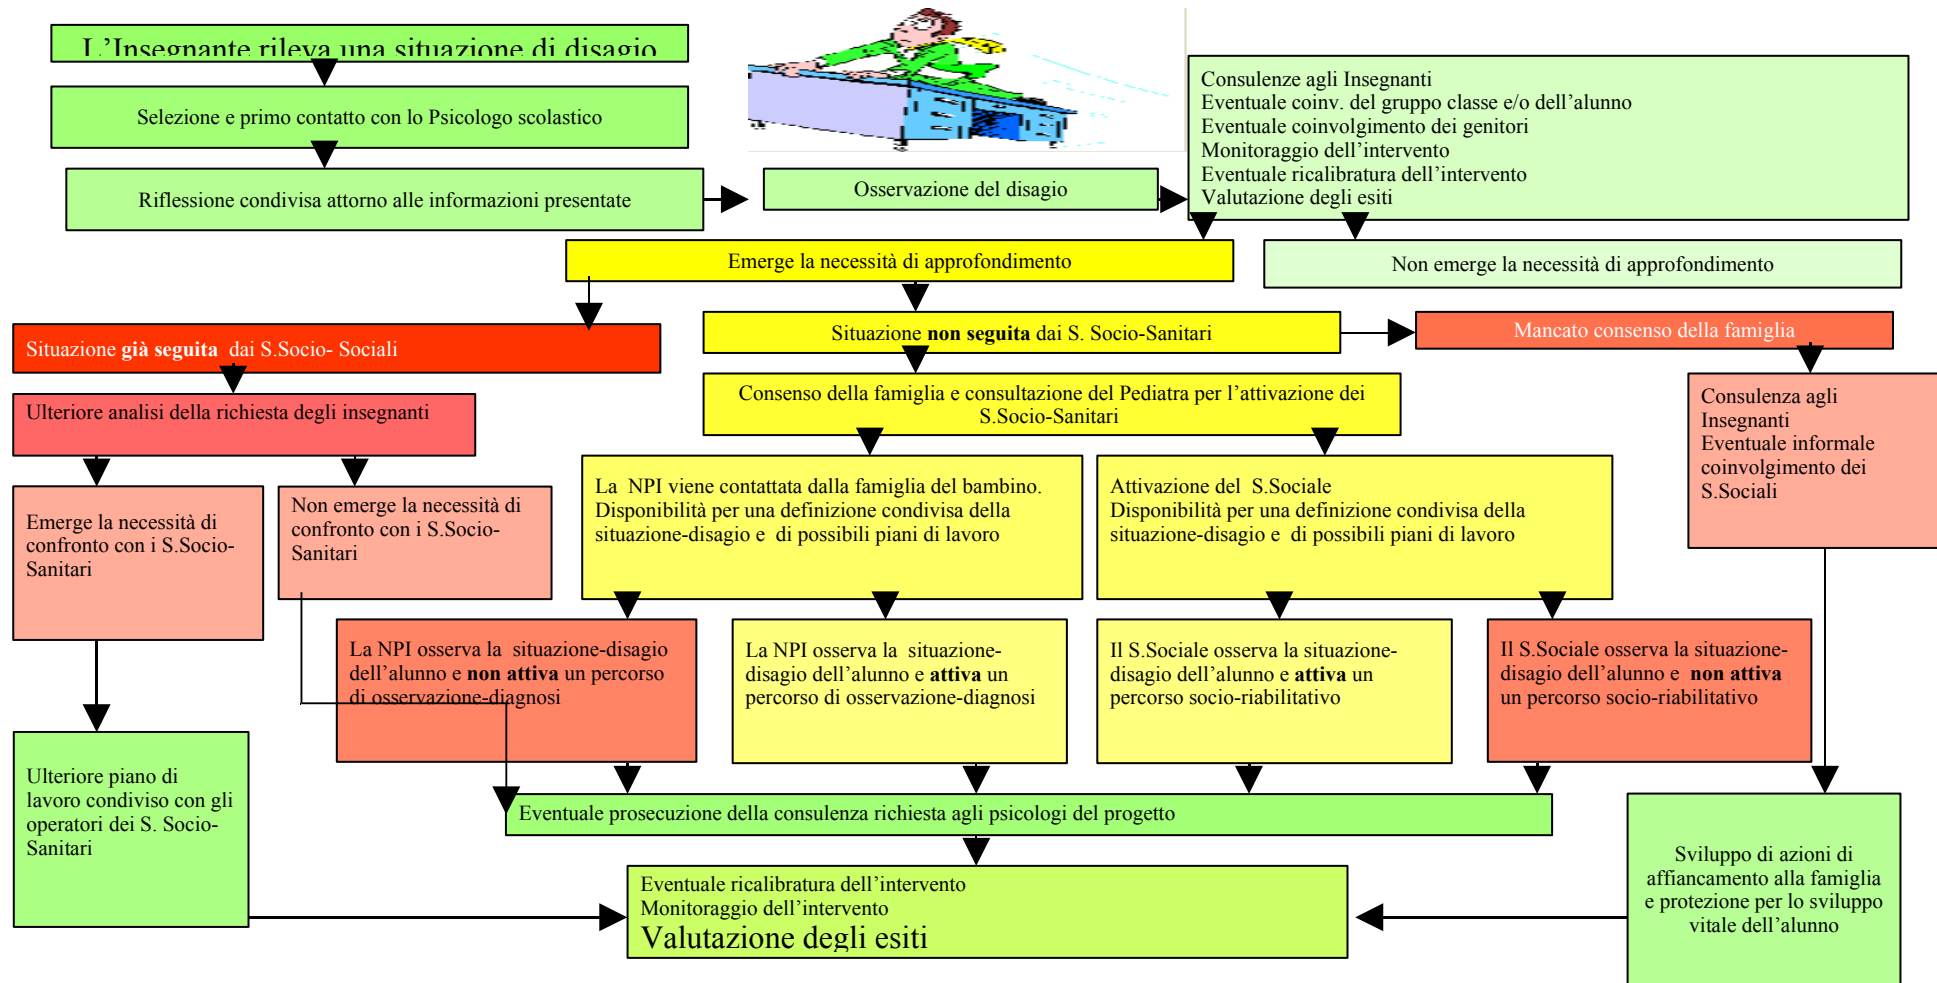 L’Insegnante rileva una situazione di disagio
Selezione e primo contatto con lo Psicologo scolastico
Riflessione condivisa attorno alle informazioni presentate
Osservazione del disagio
Consulenze agli Insegnanti
Eventuale coinv. del gruppo classe e/o dell’alunno
Eventuale coinvolgimento dei genitori
Monitoraggio dell’intervento
Eventuale ricalibratura dell’intervento
Valutazione degli esiti
Emerge la necessità di approfondimento
Non emerge la necessità di approfondimento
Situazione già seguita dai S.Socio- Sociali
Situazione non seguita dai S. Socio-Sanitari
Mancato consenso della famiglia
Ulteriore analisi della richiesta degli insegnanti
Consenso della famiglia e consultazione del Pediatra per l’attivazione dei
S.Socio-Sanitari
Consulenza agli
Insegnanti
Eventuale informale
coinvolgimento dei
S.Sociali
Emerge la necessità di
confronto con i S.Socio-
Sanitari
Non emerge la necessità di
confronto con i S.Socio-
Sanitari
La NPI viene contattata dalla famiglia del bambino.
Disponibilità per una definizione condivisa della
situazione-disagio e di possibili piani di lavoro
Attivazione del S.Sociale
Disponibilità per una definizione condivisa della
situazione-disagio e di possibili piani di lavoro
La NPI osserva la situazione-disagio
dell’alunno e non attiva un percorso
di osservazione-diagnosi
La NPI osserva la situazione-
disagio dell’alunno e attiva un
percorso di osservazione-diagnosi
Il S.Sociale osserva la situazione-
disagio dell’alunno e attiva un
percorso socio-riabilitativo
Il S.Sociale osserva la situazione-
disagio dell’alunno e non attiva
un percorso socio-riabilitativo
Ulteriore piano di
lavoro condiviso con gli
operatori dei S. Socio-
Sanitari
Eventuale prosecuzione della consulenza richiesta agli psicologi del progetto
Eventuale ricalibratura dell’intervento
Monitoraggio dell’intervento
Valutazione degli esiti
Sviluppo di azioni di
affiancamento alla famiglia
e protezione per lo sviluppo
vitale dell’alunno